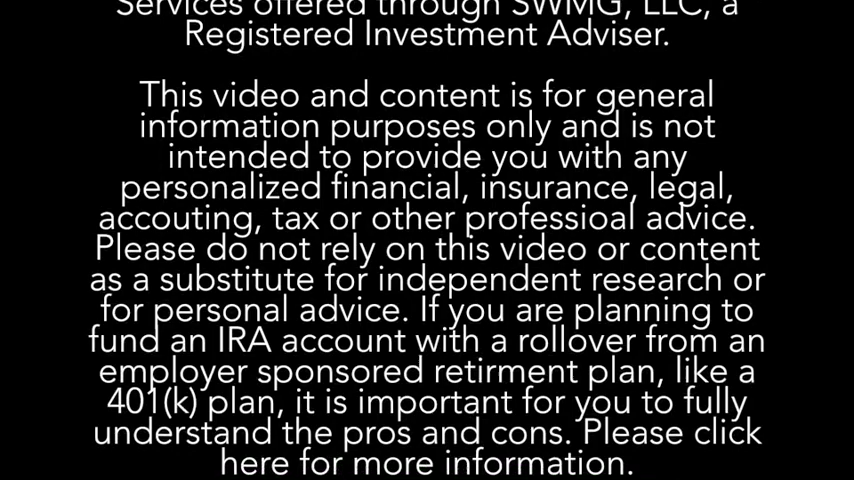 Services offered through SWMG, LLC, a
Registered Investment Adviser.
This video and content is for general
information purposes only and is not
intended to provide you with any
personalized financial, insurance, legal,
accouting, tax or other professioal advice.
Please do not rely on this video or content
as a substitute for independent research or
for personal advice. If you are planning to
fund an IRA account with a rollover from an
employer sponsored retirment plan, like a
401(k) plan, it is important for you to fully
understand the pros and cons. Please click
here for more information.